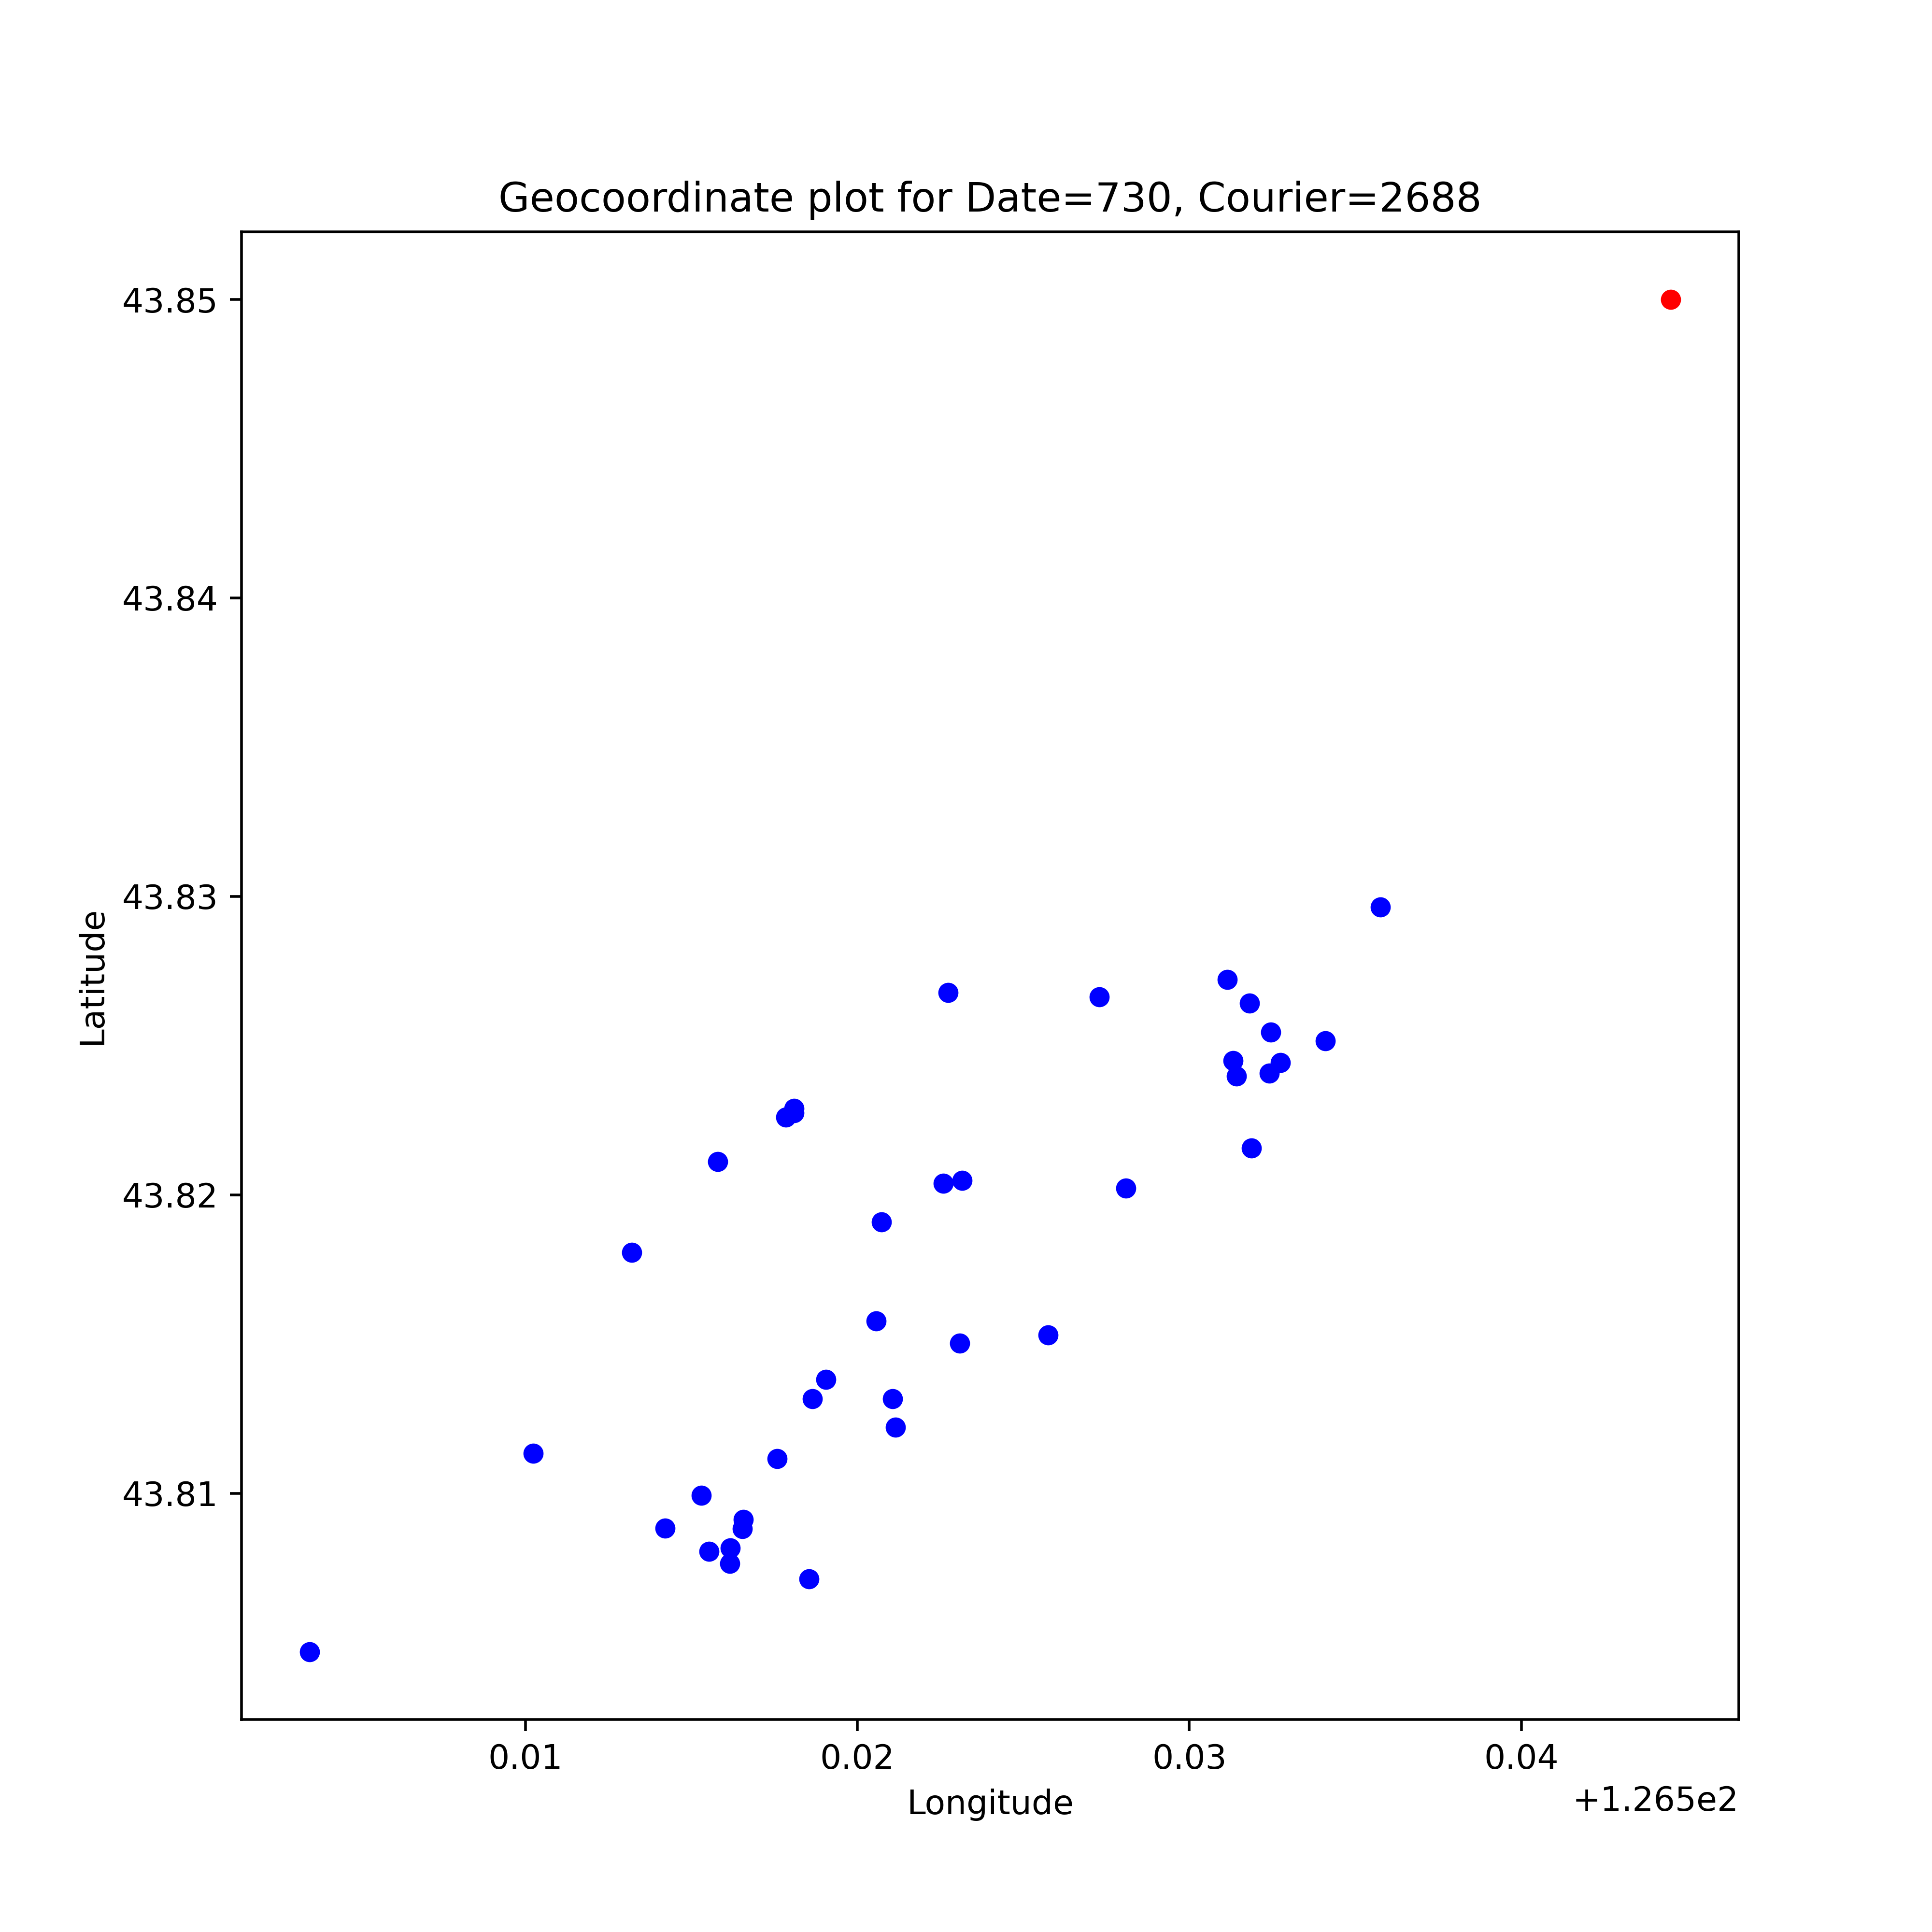 Geocoordinate plot for Date=730, Courier=2688
43.85
43.84
43.83
43.82
43.81
Latitude
0.01
0.02
0.03
0.04
+1.265e2
Longitude